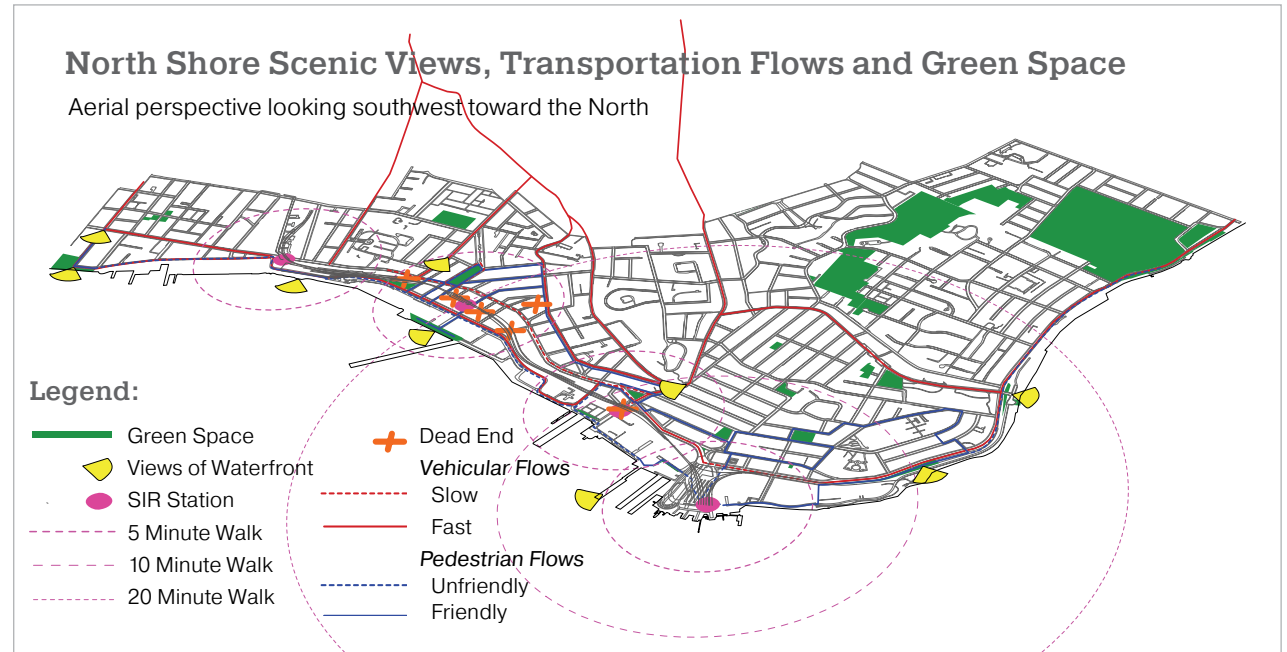 North Shore Scenic Views, Transportation Flows and Green Space
Aerial perspective looking southwest toward the North
Legend:
Green Space
Views of Waterfront
SIR Station
5 Minute Walk
10 Minute Walk
20 Minute Walk
Dead End
Vehicular Flows
Slow
Fast
Pedestrian Flows
Unfriendly
Friendly